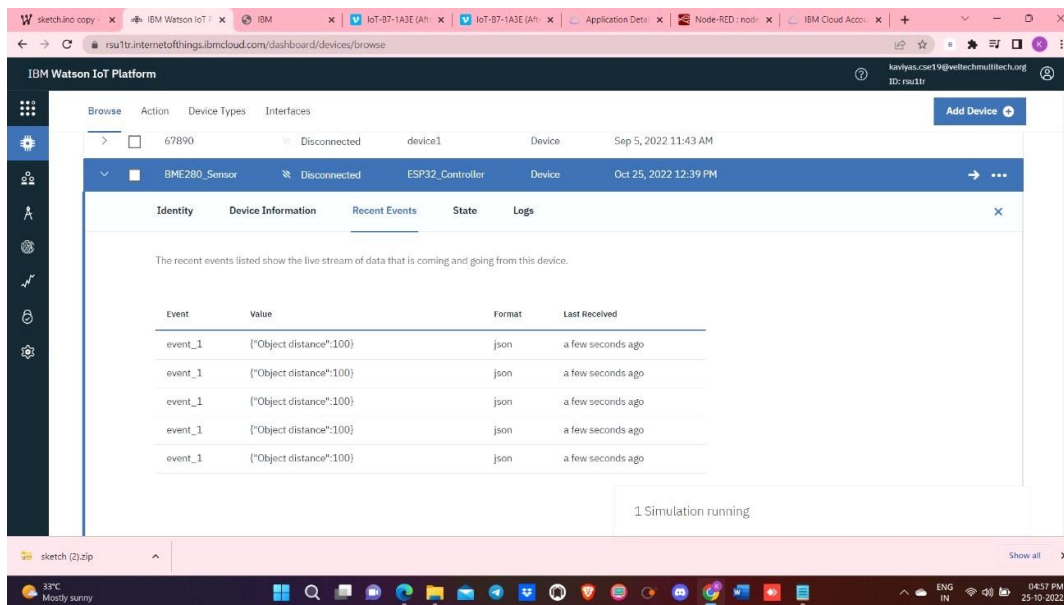 sketch.ino copy -
IBM Watson IoT P
IBM
IoT-B7-1A3E (Aft
IoT-B7-1A3E (Aft
Application Detai
Node-RED : node
IBM Cloud Accou
rsu1tr.internetofthings.ibmcloud.com/dashboard/devices/browse
K
IBM Watson IoT Platform
kaviyas.cse19@veltechmultitech.org
ID: rsu1tr
Browse Action Device Types Interfaces
Add Device
67890 Disconnected device1 Device Sep 5, 2022 11:43 AM
BME280_Sensor Disconnected ESP32_Controller Device Oct 25, 2022 12:39 PM
Identity Device Information Recent Events State Logs
The recent events listed show the live stream of data that is coming and going from this device.
Event Value Format Last Received
event_1 {"Object distance":100} json a few seconds ago
event_1 {"Object distance":100} json a few seconds ago
event_1 {"Object distance":100} json a few seconds ago
event_1 {"Object distance":100} json a few seconds ago
event_1 {"Object distance":100} json a few seconds ago
1 Simulation running
sketch (2).zip
Show all
33°C
Mostly sunny
ENG
IN
04:57 PM
25-10-2022